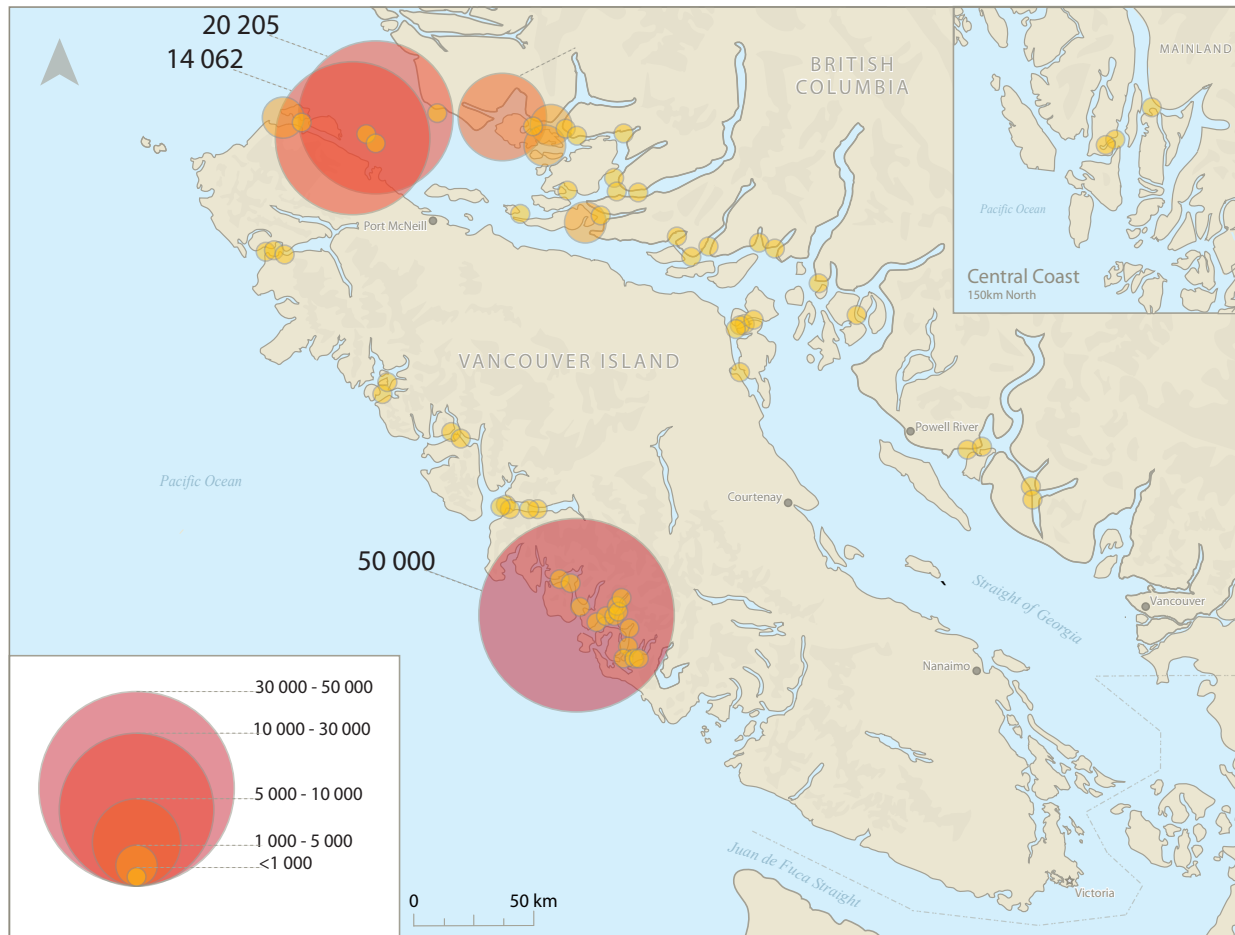 20 205
14 062
BRITISH
COLUMBIA
MAINLAND
Pacific Ocean
Central Coast
150km North
Port McNeill
VANCOUVER ISLAND
Powell River
Pacific Ocean
Courtenay
50 000
Straight of Georgia
Vancouver
Nanaimo
30 000 - 50 000
10 000 - 30 000
5 000 - 10 000
1 000 - 5 000
<1 000
Juan de Fuca Straight
Victoria
0
50 km